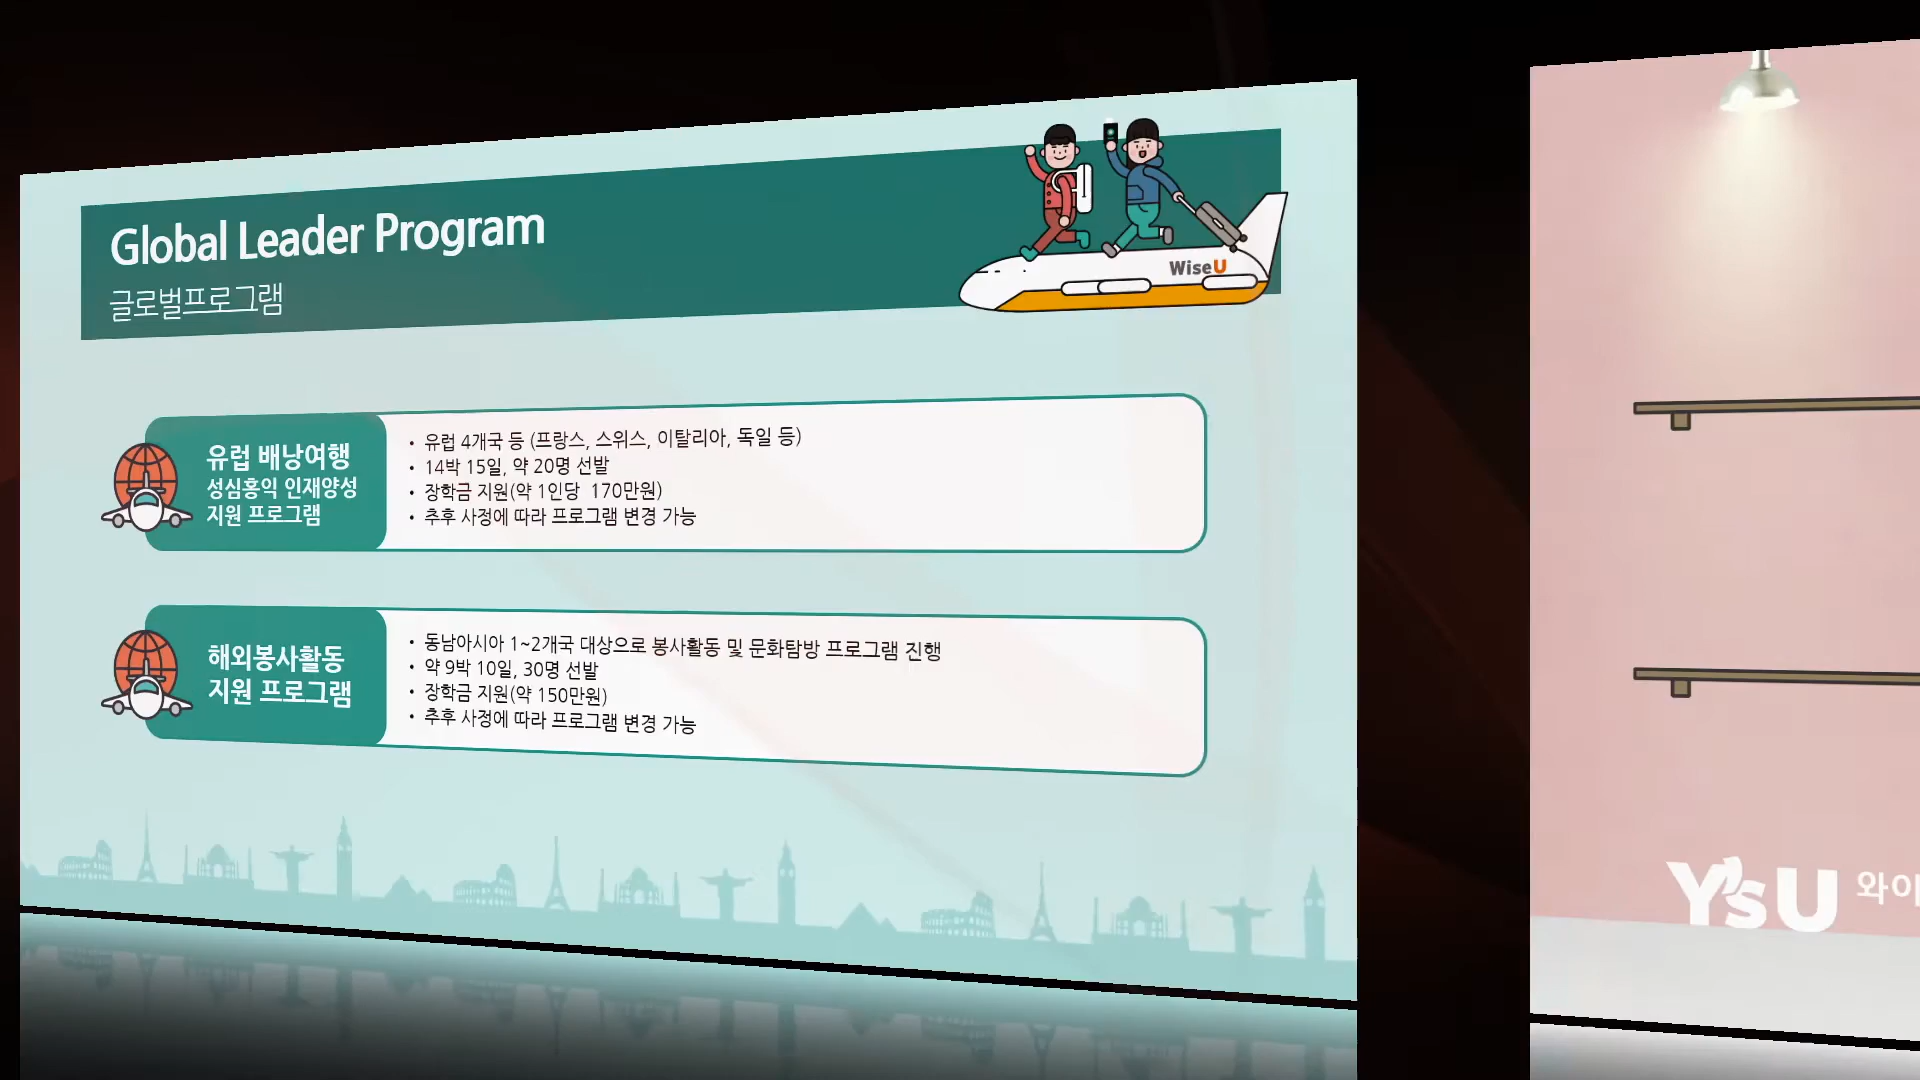 Global Leader Program
글로벌프로그램
WiseU
유럽 배낭여행
성심홍익 인재양성
지원 프로그램
• 유럽 4개국 등 (프랑스, 스위스, 이탈리아, 독일 등)
• 14박 15일, 약 20명 선발
• 장학금 지원(약 1인당 170만원)
• 추후 사정에 따라 프로그램 변경 가능
해외봉사활동
지원 프로그램
• 동남아시아 1~2개국 대상으로 봉사활동 및 문화탐방 프로그램 진행
• 약 9박 10일, 30명 선발
• 장학금 지원(약 150만원)
• 추후 사정에 따라 프로그램 변경 가능
Y'sU 와이